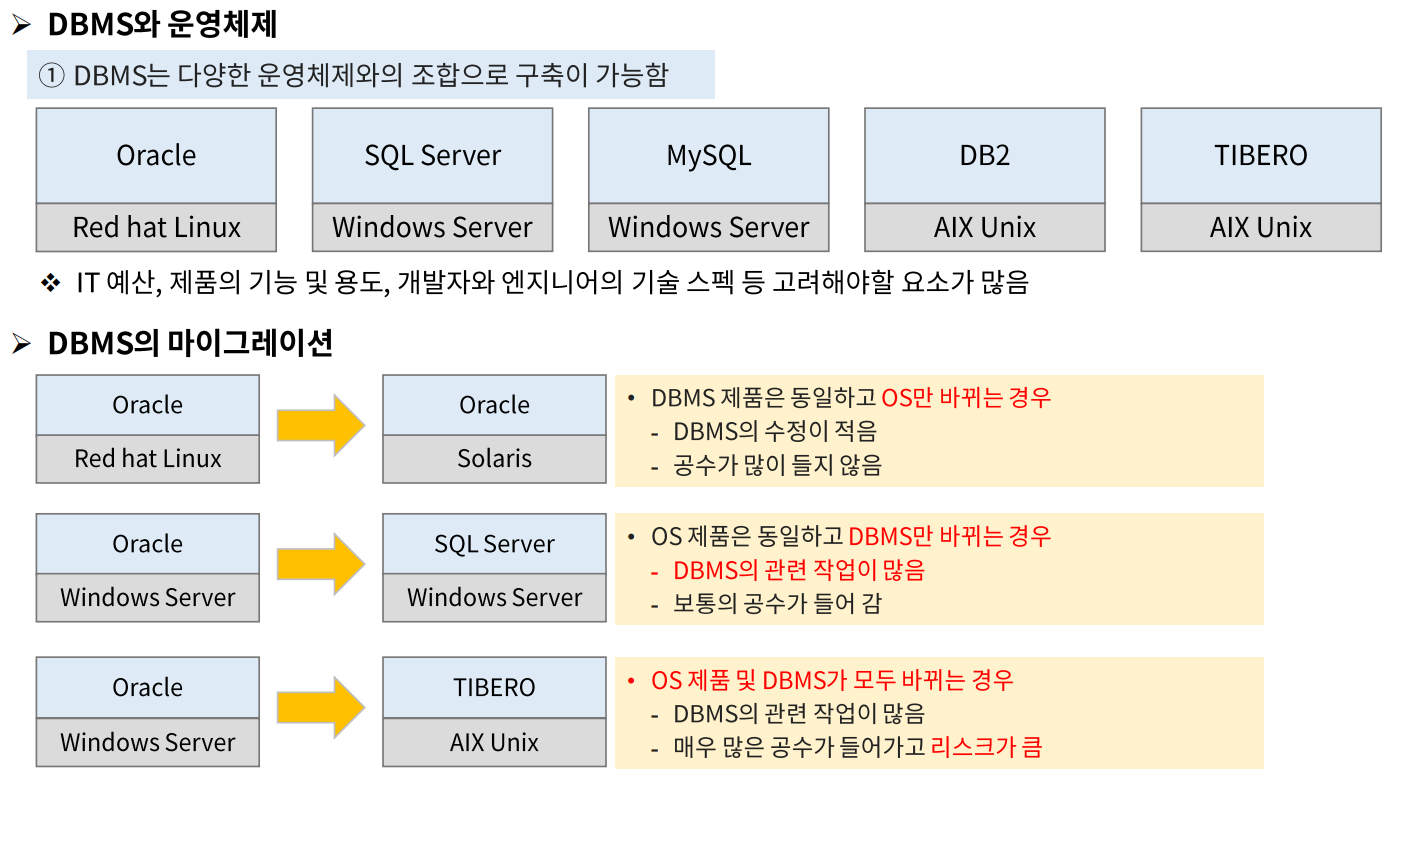 ➢ DBMS와 운영체제
① DBMS는 다양한 운영체제와의 조합으로 구축이 가능함
Oracle
Red hat Linux
SQL Server
Windows Server
MySQL
Windows Server
DB2
AIX Unix
TIBERO
AIX Unix
❖ IT 예산, 제품의 기능 및 용도, 개발자와 엔지니어의 기술 스펙 등 고려해야할 요소가 많음
➢ DBMS의 마이그레이션
Oracle
Red hat Linux
Oracle
Solaris
• DBMS 제품은 동일하고 OS만 바뀌는 경우
- DBMS의 수정이 적음
- 공수가 많이 들지 않음
Oracle
Windows Server
SQL Server
Windows Server
• OS 제품은 동일하고 DBMS만 바뀌는 경우
- DBMS의 관련 작업이 많음
- 보통의 공수가 들어 감
Oracle
Windows Server
TIBERO
AIX Unix
• OS 제품 및 DBMS가 모두 바뀌는 경우
- DBMS의 관련 작업이 많음
- 매우 많은 공수가 들어가고 리스크가 큼